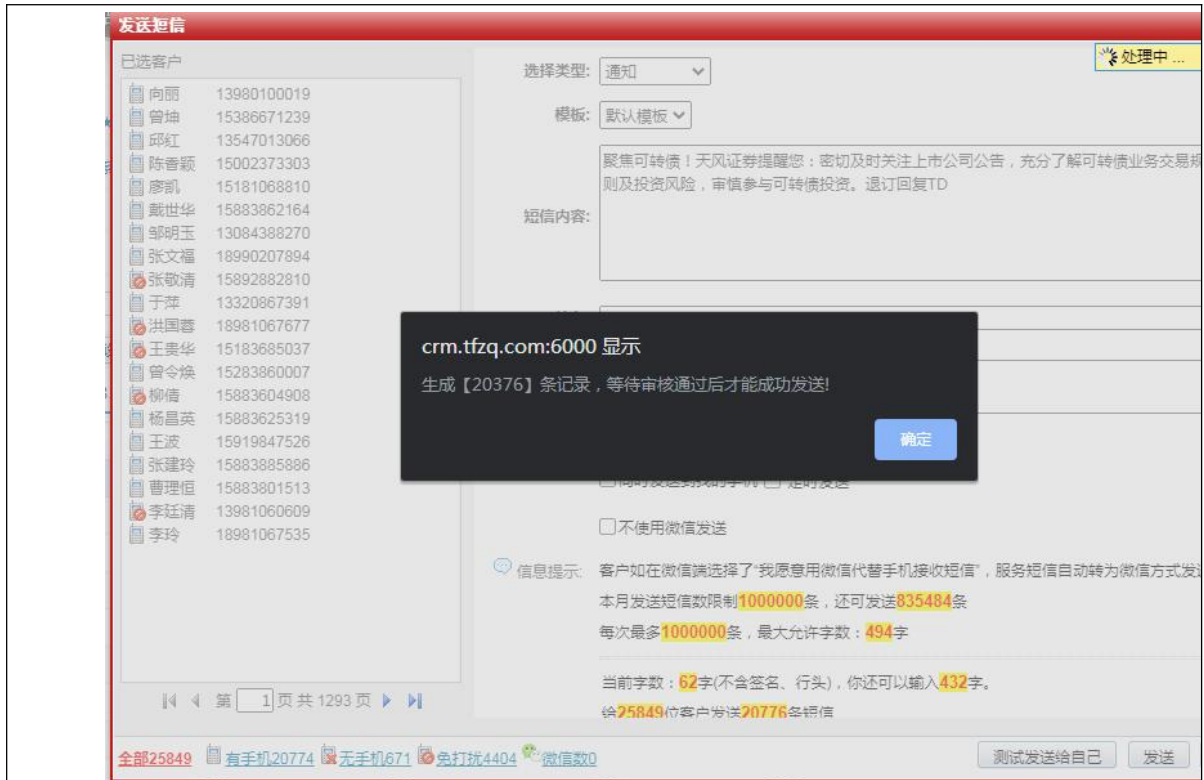 发送短信
已选客户
处理中 ...
选择类型: 通知
模板: 默认模板
向丽 13980100019
曾坤 15386671239
邱红 13547013066
陈香颖 15002373303
廖凯 15181068810
戴世华 15883862164
邹明玉 13084388270
张文福 18990207894
张敬清 15892882810
于萍 13320867391
洪国蓉 18981067677
王贵华 15183685037
曾令焕 15283860007
柳倩 15883604908
杨昌英 15883625319
王波 15919847526
张建玲 15883885886
曹理恒 15883801513
李廷清 13981060609
李玲 18981067535
短信内容:
聚焦可转债！天风证券提醒您：密切及时关注上市公司公告，充分了解可转债业务交易规
则及投资风险，审慎参与可转债投资。退订回复TD
crm.tfzq.com:6000 显示
生成【20376】条记录，等待审核通过后才能成功发送!
确定
同时发送到我的手机 定时发送
不使用微信发送
信息提示: 客户如在微信端选择了“我愿意用微信代替手机接收短信”，服务短信自动转为微信方式发送
本月发送短信数限制1000000条，还可发送835484条
每次最多1000000条，最大允许字数：494字
当前字数：62字(不含签名、行头)，你还可以输入432字。
给25849位客户发送20776条短信
第 1 页 共 1293 页
全部25849 有手机20774 无手机671 免打扰4404 微信数0
测试发送给自己 发送